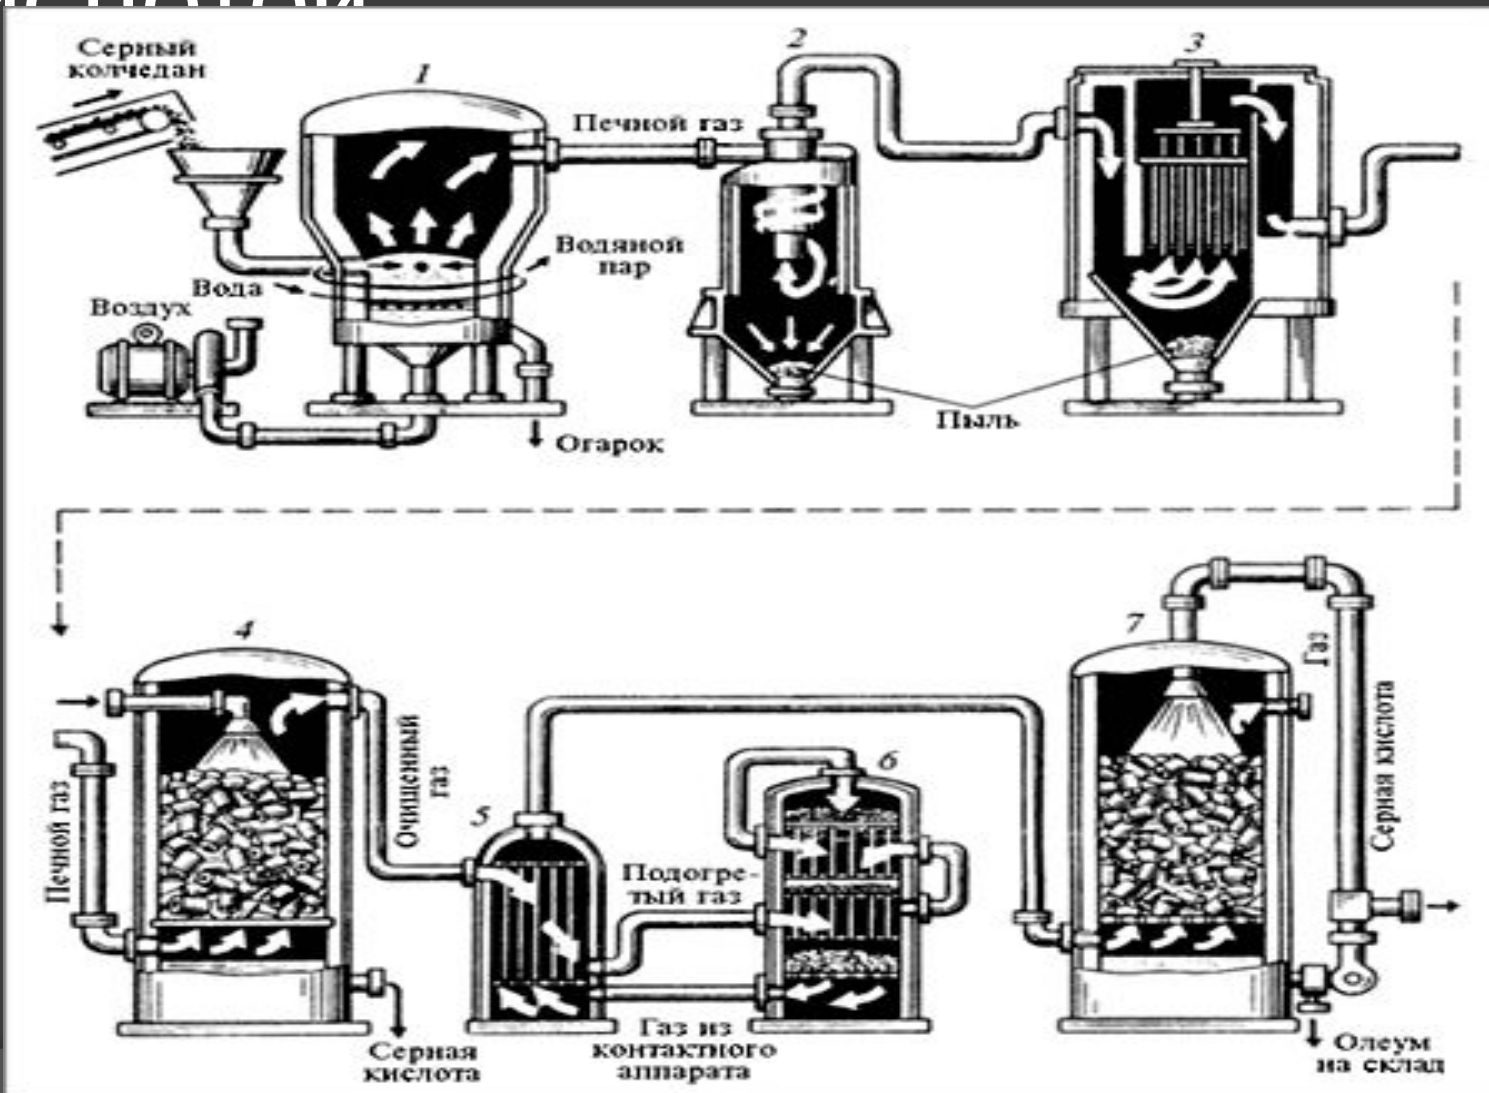 Серный
колчедан
1
2
3
Печной газ
Водяной
пар
Вода
Воздух
Пыль
Огарок
4
7
Газ
Серная кислота
Очищенный
газ
Печной газ
5
6
Подогре-
тый газ
Газ из
контактного
аппарата
Серная
кислота
Олеум
на склад